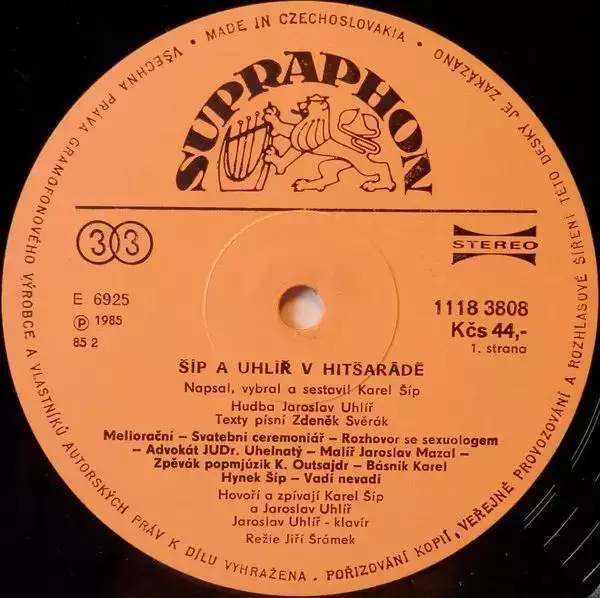 VŠECHNA PRÁVA GRAMOFONOVÉHO VÝROBCE A VLASTNÍKŮ AUTORSKÝCH PRÁV K DÍLU VYHRAŽENA · POŘIZOVÁNÍ KOPIÍ, VEŘEJNÉ PROVOZOVÁNÍ A ROZHLASOVÉ ŠÍŘENÍ TÉTO DESKY JE ZAKÁZÁNO · MADE IN CZECHOSLOVAKIA ·
SUPRAPHON
33
STEREO
E 6925
Ⓟ 1985
85 2
1118 3808
Kčs 44,-
1. strana
ŠÍP A UHLÍŘ V HITŠARÁDĚ
Napsal, vybral a sestavil Karel Šíp
Hudba Jaroslav Uhlíř
Texty písní Zdeněk Svěrák
Meliorační – Svatební ceremoniář – Rozhovor se sexuologem
– Advokát JUDr. Uhelnatý – Malíř Jaroslav Mazal –
Zpěvák popmjúzik K. Outsajdr – Básník Karel
Hynek Šíp – Vadí nevadí
Hovoří a zpívají Karel Šíp
a Jaroslav Uhlíř
Jaroslav Uhlíř - klavír
Režie Jiří Šrámek